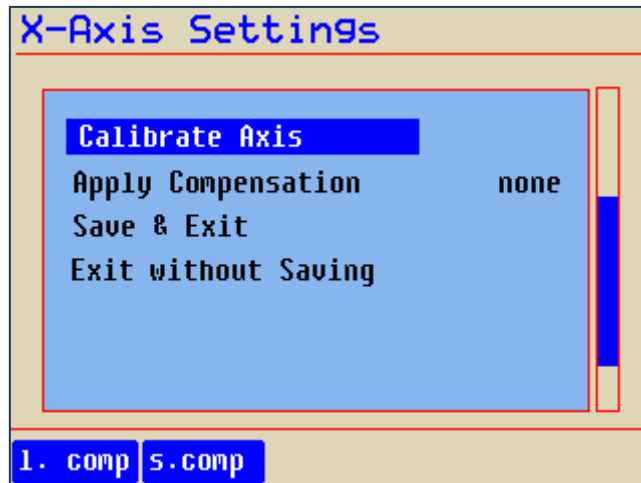 X-Axis Settings
Calibrate Axis
Apply Compensation none
Save & Exit
Exit without Saving
l. comp s.comp